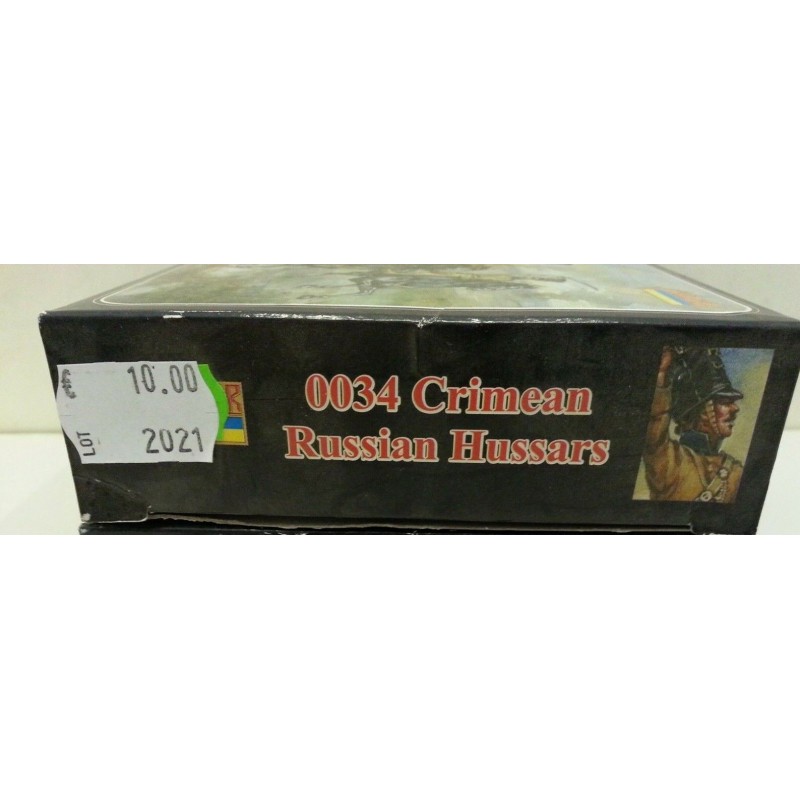 € 10.00
LOT 2021
0034 Crimean
Russian Hussars